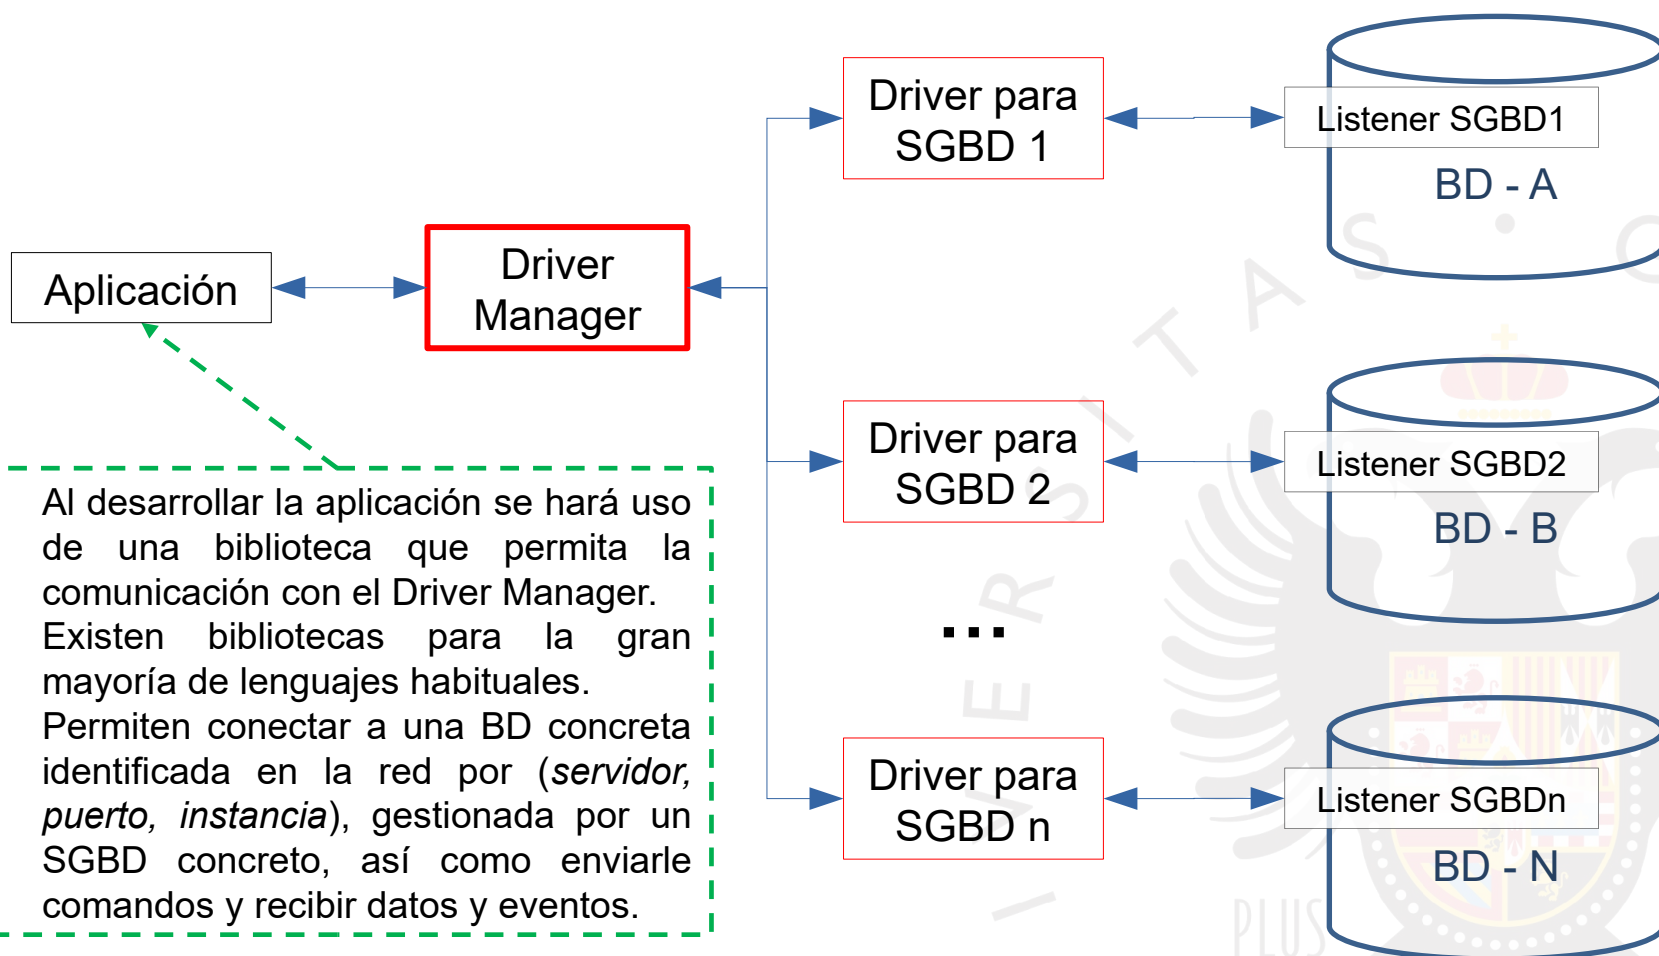 Driver para
SGBD 1
Listener SGBD1
BD - A
Aplicación
Driver
Manager
Driver para
SGBD 2
Listener SGBD2
BD - B
Al desarrollar la aplicación se hará uso
de una biblioteca que permita la
comunicación con el Driver Manager.
Existen bibliotecas para la gran
mayoría de lenguajes habituales.
Permiten conectar a una BD concreta
identificada en la red por (servidor,
puerto, instancia), gestionada por un
SGBD concreto, así como enviarle
comandos y recibir datos y eventos.
...
Driver para
SGBD n
Listener SGBDn
BD - N
I V E R S I T A S • C
PLUS